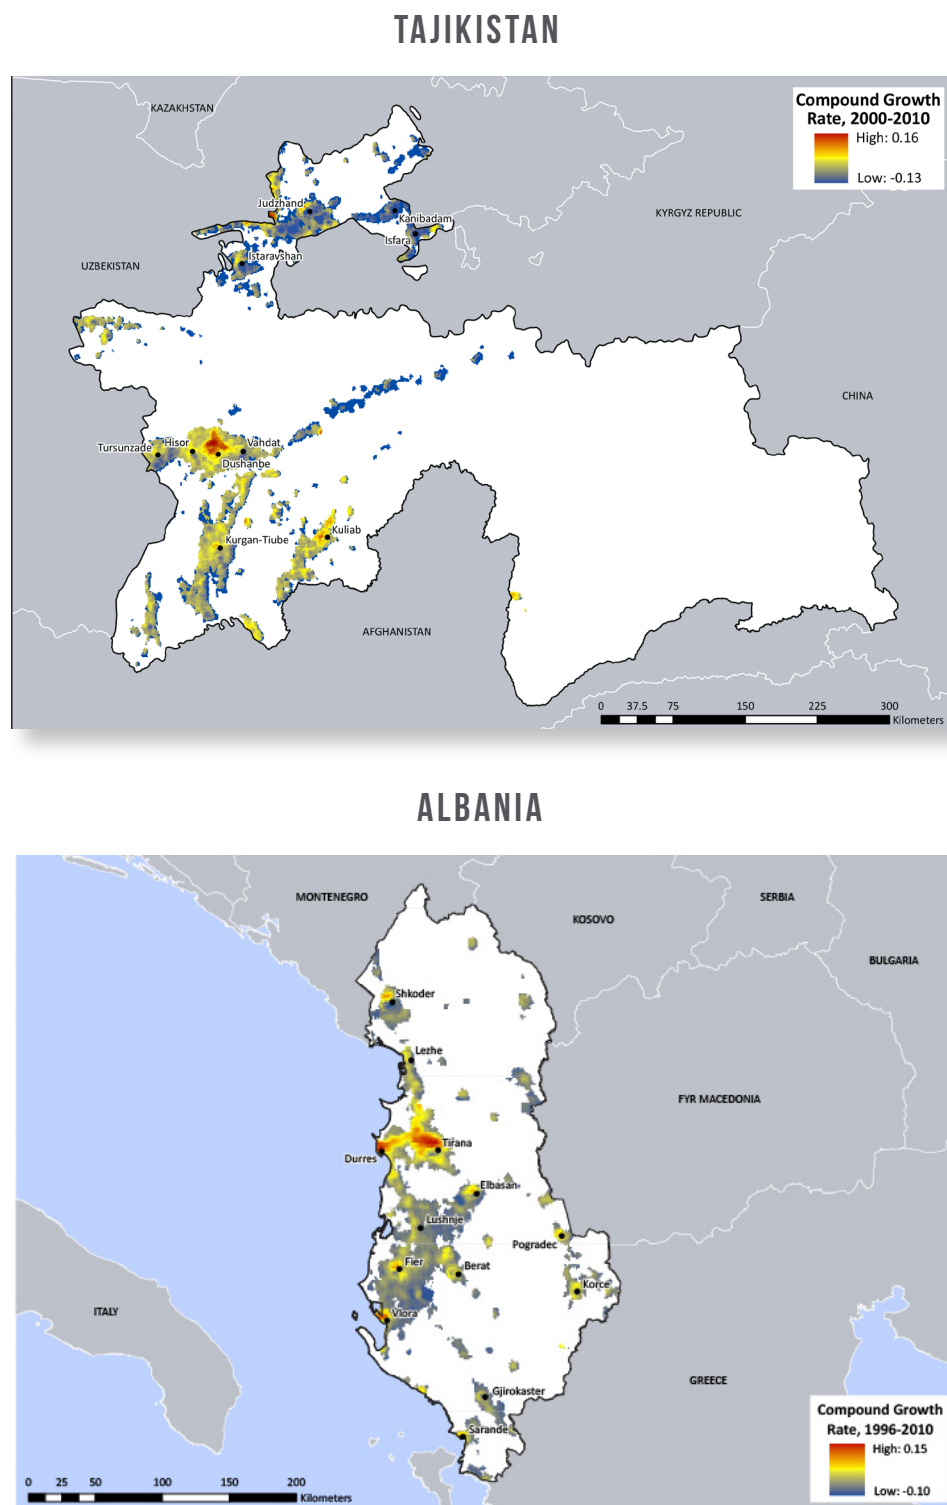 TAJIKISTAN
KAZAKHSTAN
Compound Growth
Rate, 2000-2010
High: 0.16
Low: -0.13
Judzhand
Kanibadam
KYRGYZ REPUBLIC
Isfara
Istaravshan
UZBEKISTAN
CHINA
Tursunzade
Hisor
Vahdat
Dushanbe
Kuliab
Kurgan-Tiube
AFGHANISTAN
0 37.5 75 150 225 300
Kilometers
ALBANIA
MONTENEGRO
SERBIA
KOSOVO
BULGARIA
Shkoder
Lezhe
FYR MACEDONIA
Tirana
Durres
Elbasan
Lushnje
Pogradec
Fier
Berat
Korce
Vlora
ITALY
GREECE
Gjirokaster
Sarande
Compound Growth
Rate, 1996-2010
High: 0.15
Low: -0.10
0 25 50 100 150 200
Kilometers